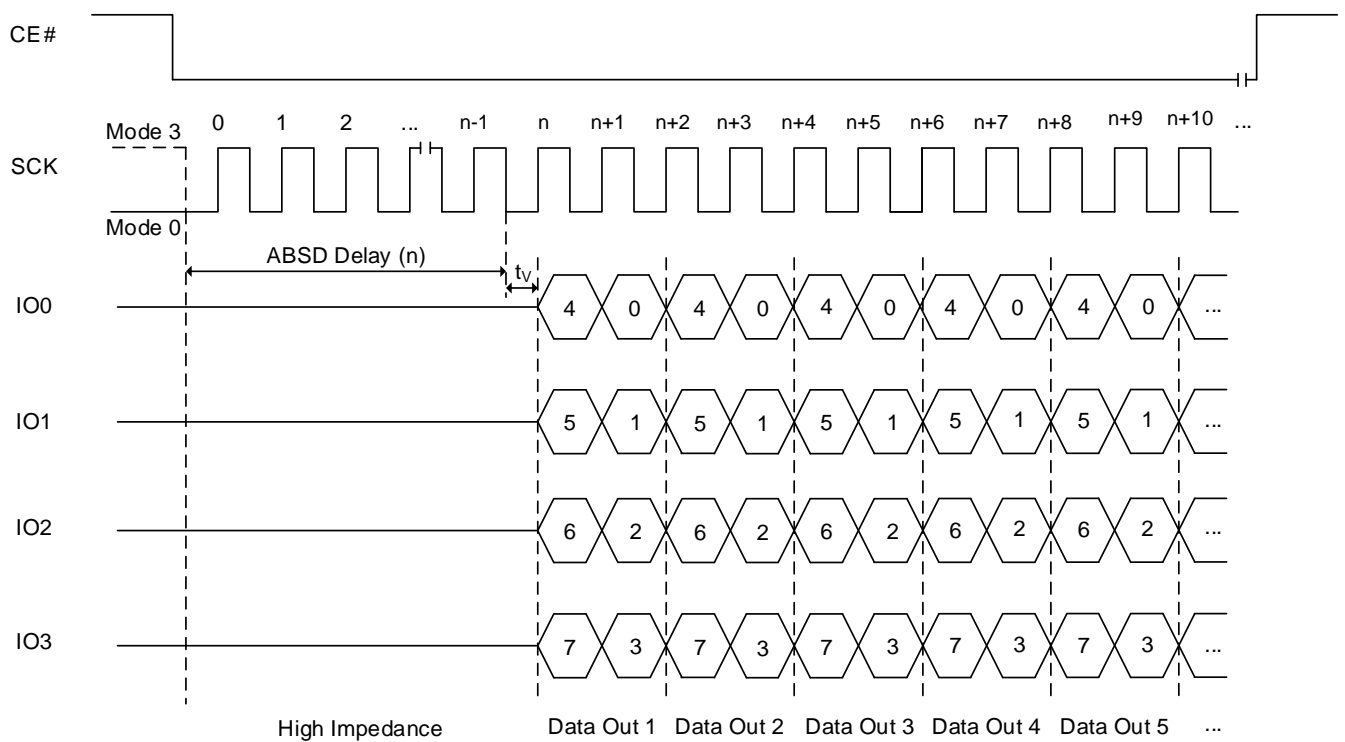 CE#
Mode 3 0 1 2 ... n-1 n n+1 n+2 n+3 n+4 n+5 n+6 n+7 n+8 n+9 n+10 ...
SCK
Mode 0
ABSD Delay (n)
tV
IO0 4 0 4 0 4 0 4 0 4 0 ...
IO1 5 1 5 1 5 1 5 1 5 1 ...
IO2 6 2 6 2 6 2 6 2 6 2 ...
IO3 7 3 7 3 7 3 7 3 7 3 ...
High Impedance Data Out 1 Data Out 2 Data Out 3 Data Out 4 Data Out 5 ...